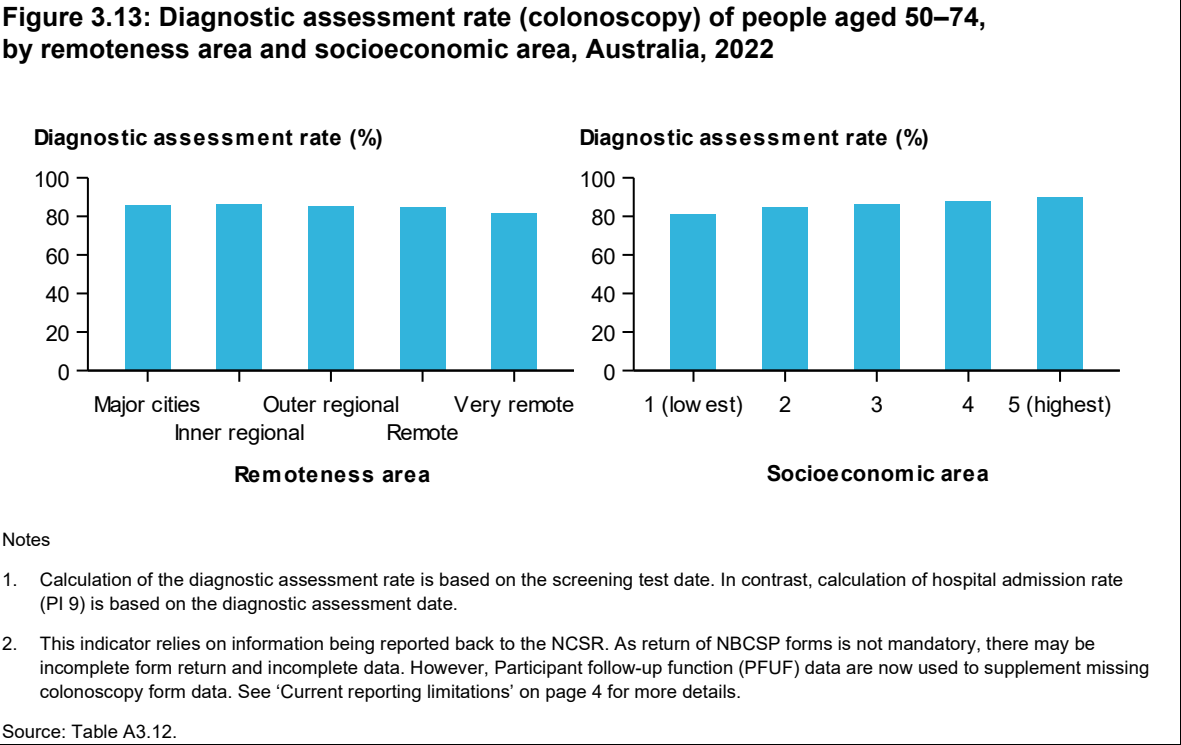 Figure 3.13: Diagnostic assessment rate (colonoscopy) of people aged 50–74,
by remoteness area and socioeconomic area, Australia, 2022
Diagnostic assessment rate (%)
100
80
60
40
20
0
Major cities
Inner regional
Outer regional
Remote
Very remote
Remoteness area
Diagnostic assessment rate (%)
100
80
60
40
20
0
1 (lowest)
2
3
4
5 (highest)
Socioeconomic area
Notes
1. Calculation of the diagnostic assessment rate is based on the screening test date. In contrast, calculation of hospital admission rate
(PI 9) is based on the diagnostic assessment date.
2. This indicator relies on information being reported back to the NCSR. As return of NBCSP forms is not mandatory, there may be
incomplete form return and incomplete data. However, Participant follow-up function (PFUF) data are now used to supplement missing
colonoscopy form data. See ‘Current reporting limitations’ on page 4 for more details.
Source: Table A3.12.